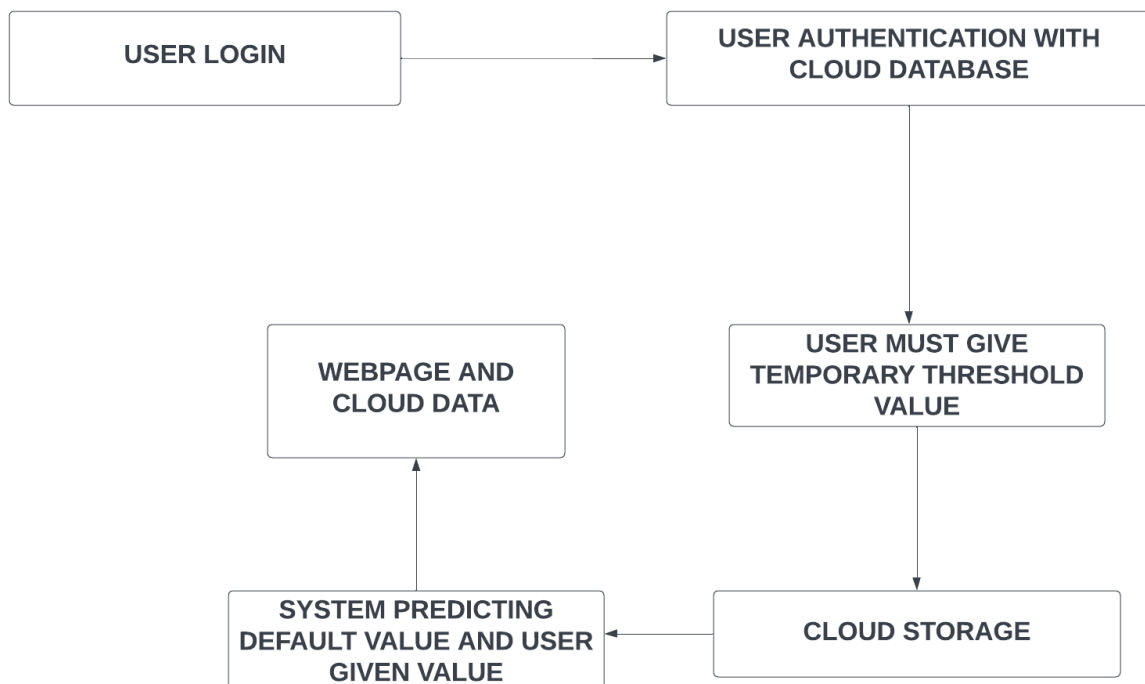 USER LOGIN
USER AUTHENTICATION WITH
CLOUD DATABASE
WEBPAGE AND
CLOUD DATA
USER MUST GIVE
TEMPORARY THRESHOLD
VALUE
SYSTEM PREDICTING
DEFAULT VALUE AND USER
GIVEN VALUE
CLOUD STORAGE